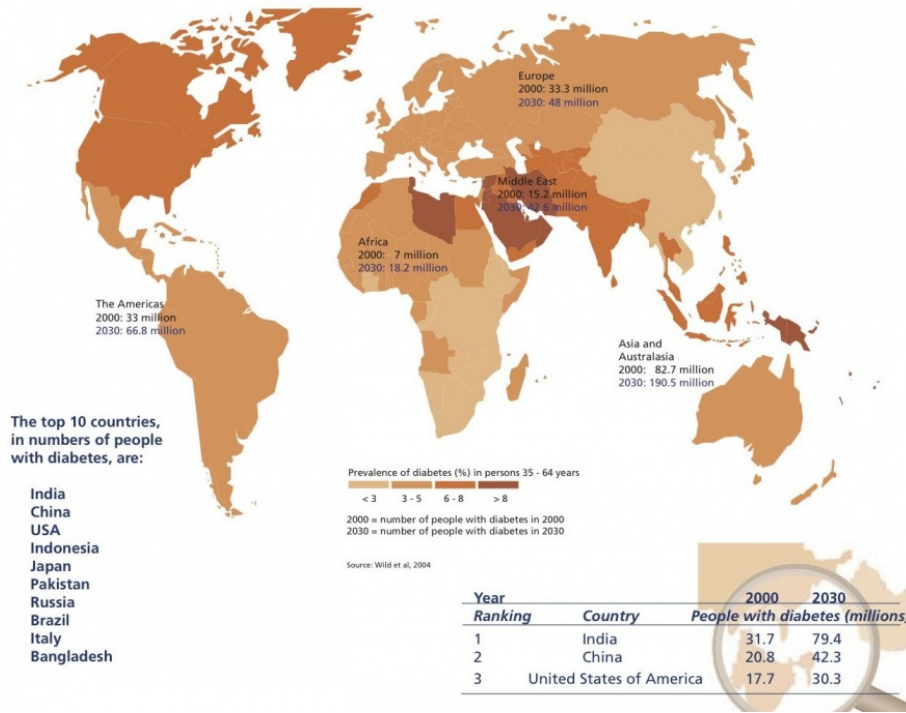 Europe
2000: 33.3 million
2030: 48 million
Middle East
2000: 15.2 million
2030: 42.6 million
Africa
2000: 7 million
2030: 18.2 million
The Americas
2000: 33 million
2030: 66.8 million
Asia and
Australasia
2000: 82.7 million
2030: 190.5 million
The top 10 countries,
in numbers of people
with diabetes, are:
India
China
USA
Indonesia
Japan
Pakistan
Russia
Brazil
Italy
Bangladesh
Prevalence of diabetes (%) in persons 35 - 64 years
< 3 3 - 5 6 - 8 > 8
2000 = number of people with diabetes in 2000
2030 = number of people with diabetes in 2030
Source: Wild et al, 2004
Year 2000 2030
Ranking Country People with diabetes (millions)
1 India 31.7 79.4
2 China 20.8 42.3
3 United States of America 17.7 30.3